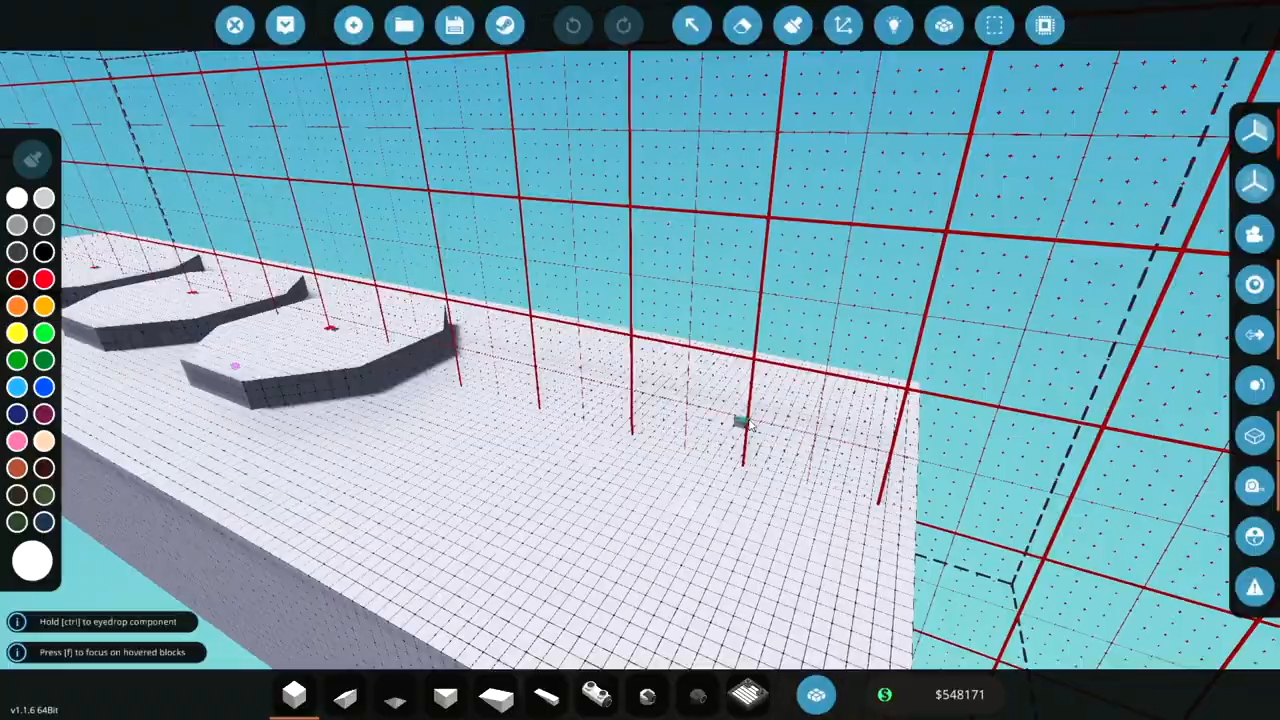 Hold [ctrl] to eyedrop component
Press [f] to focus on hovered blocks
v1.1.6 64Bit
$
$548171